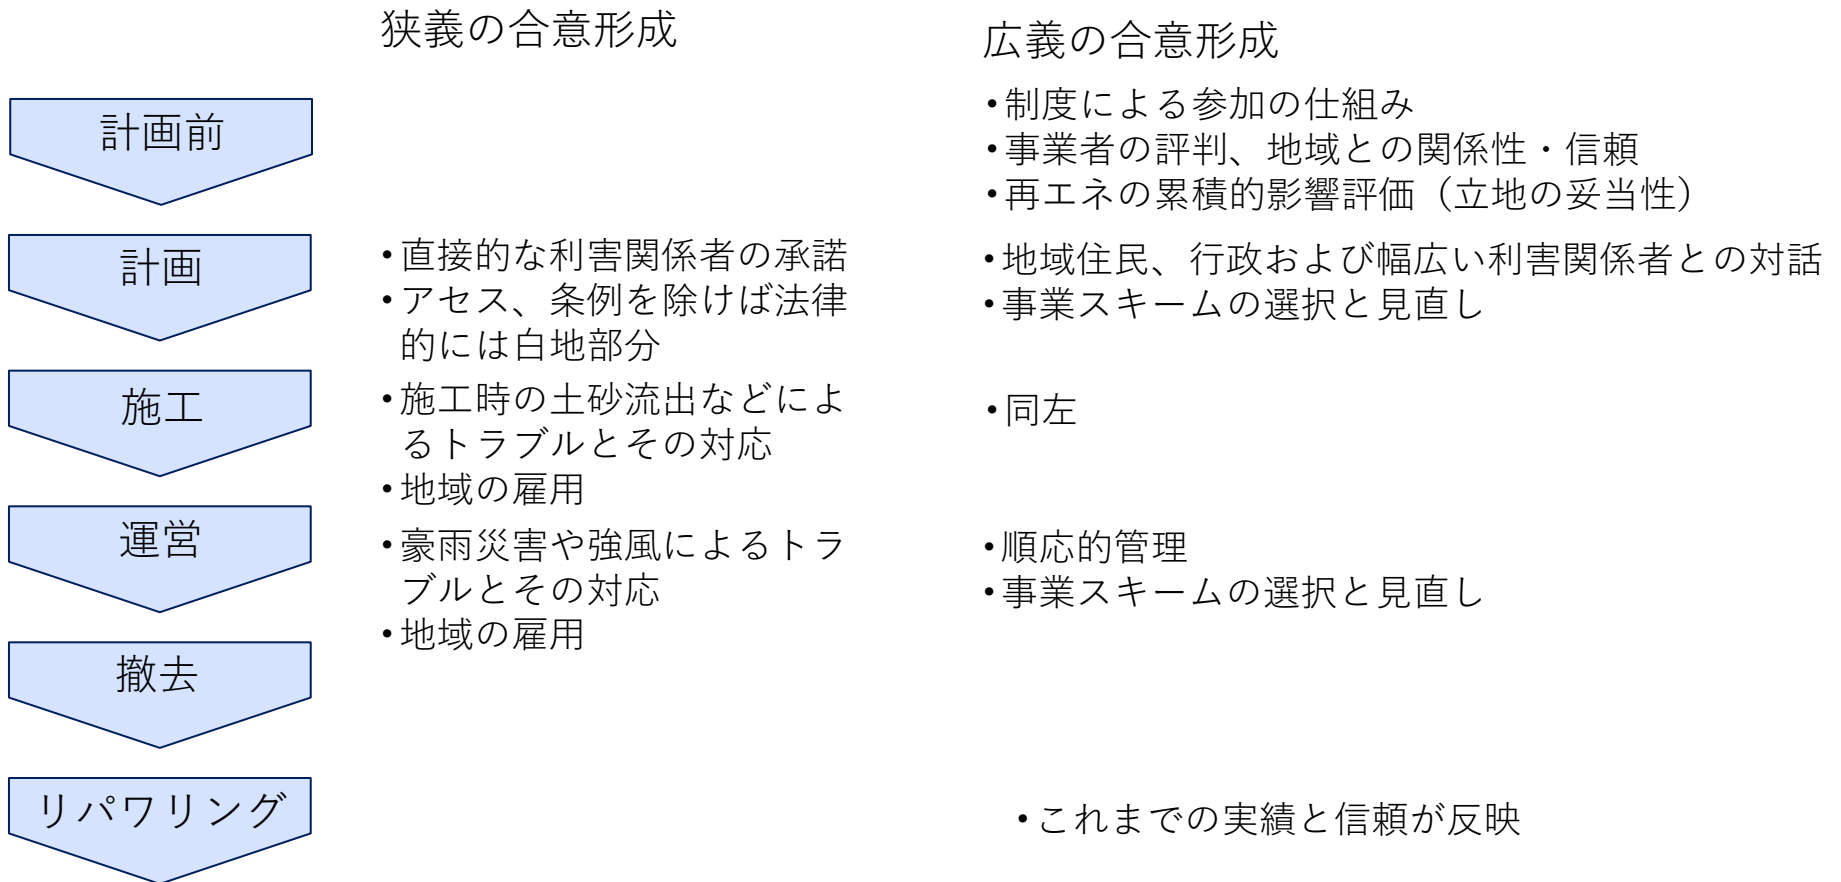 狭義の合意形成
広義の合意形成
計画前
•制度による参加の仕組み
•事業者の評判、地域との関係性・信頼
•再エネの累積的影響評価（立地の妥当性）
計画
•直接的な利害関係者の承諾
•アセス、条例を除けば法律
的には白地部分
•地域住民、行政および幅広い利害関係者との対話
•事業スキームの選択と見直し
施工
•施工時の土砂流出などによ
るトラブルとその対応
•地域の雇用
•同左
運営
•豪雨災害や強風によるトラ
ブルとその対応
•地域の雇用
•順応的管理
•事業スキームの選択と見直し
撤去
リパワリング
•これまでの実績と信頼が反映